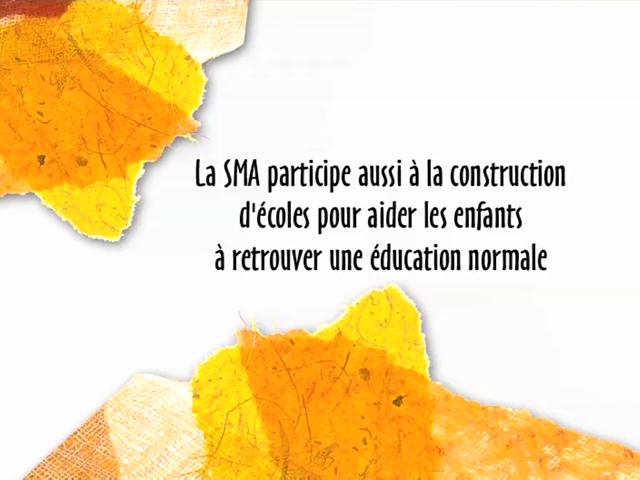 La SMA participe aussi à la construction
d'écoles pour aider les enfants
à retrouver une éducation normale